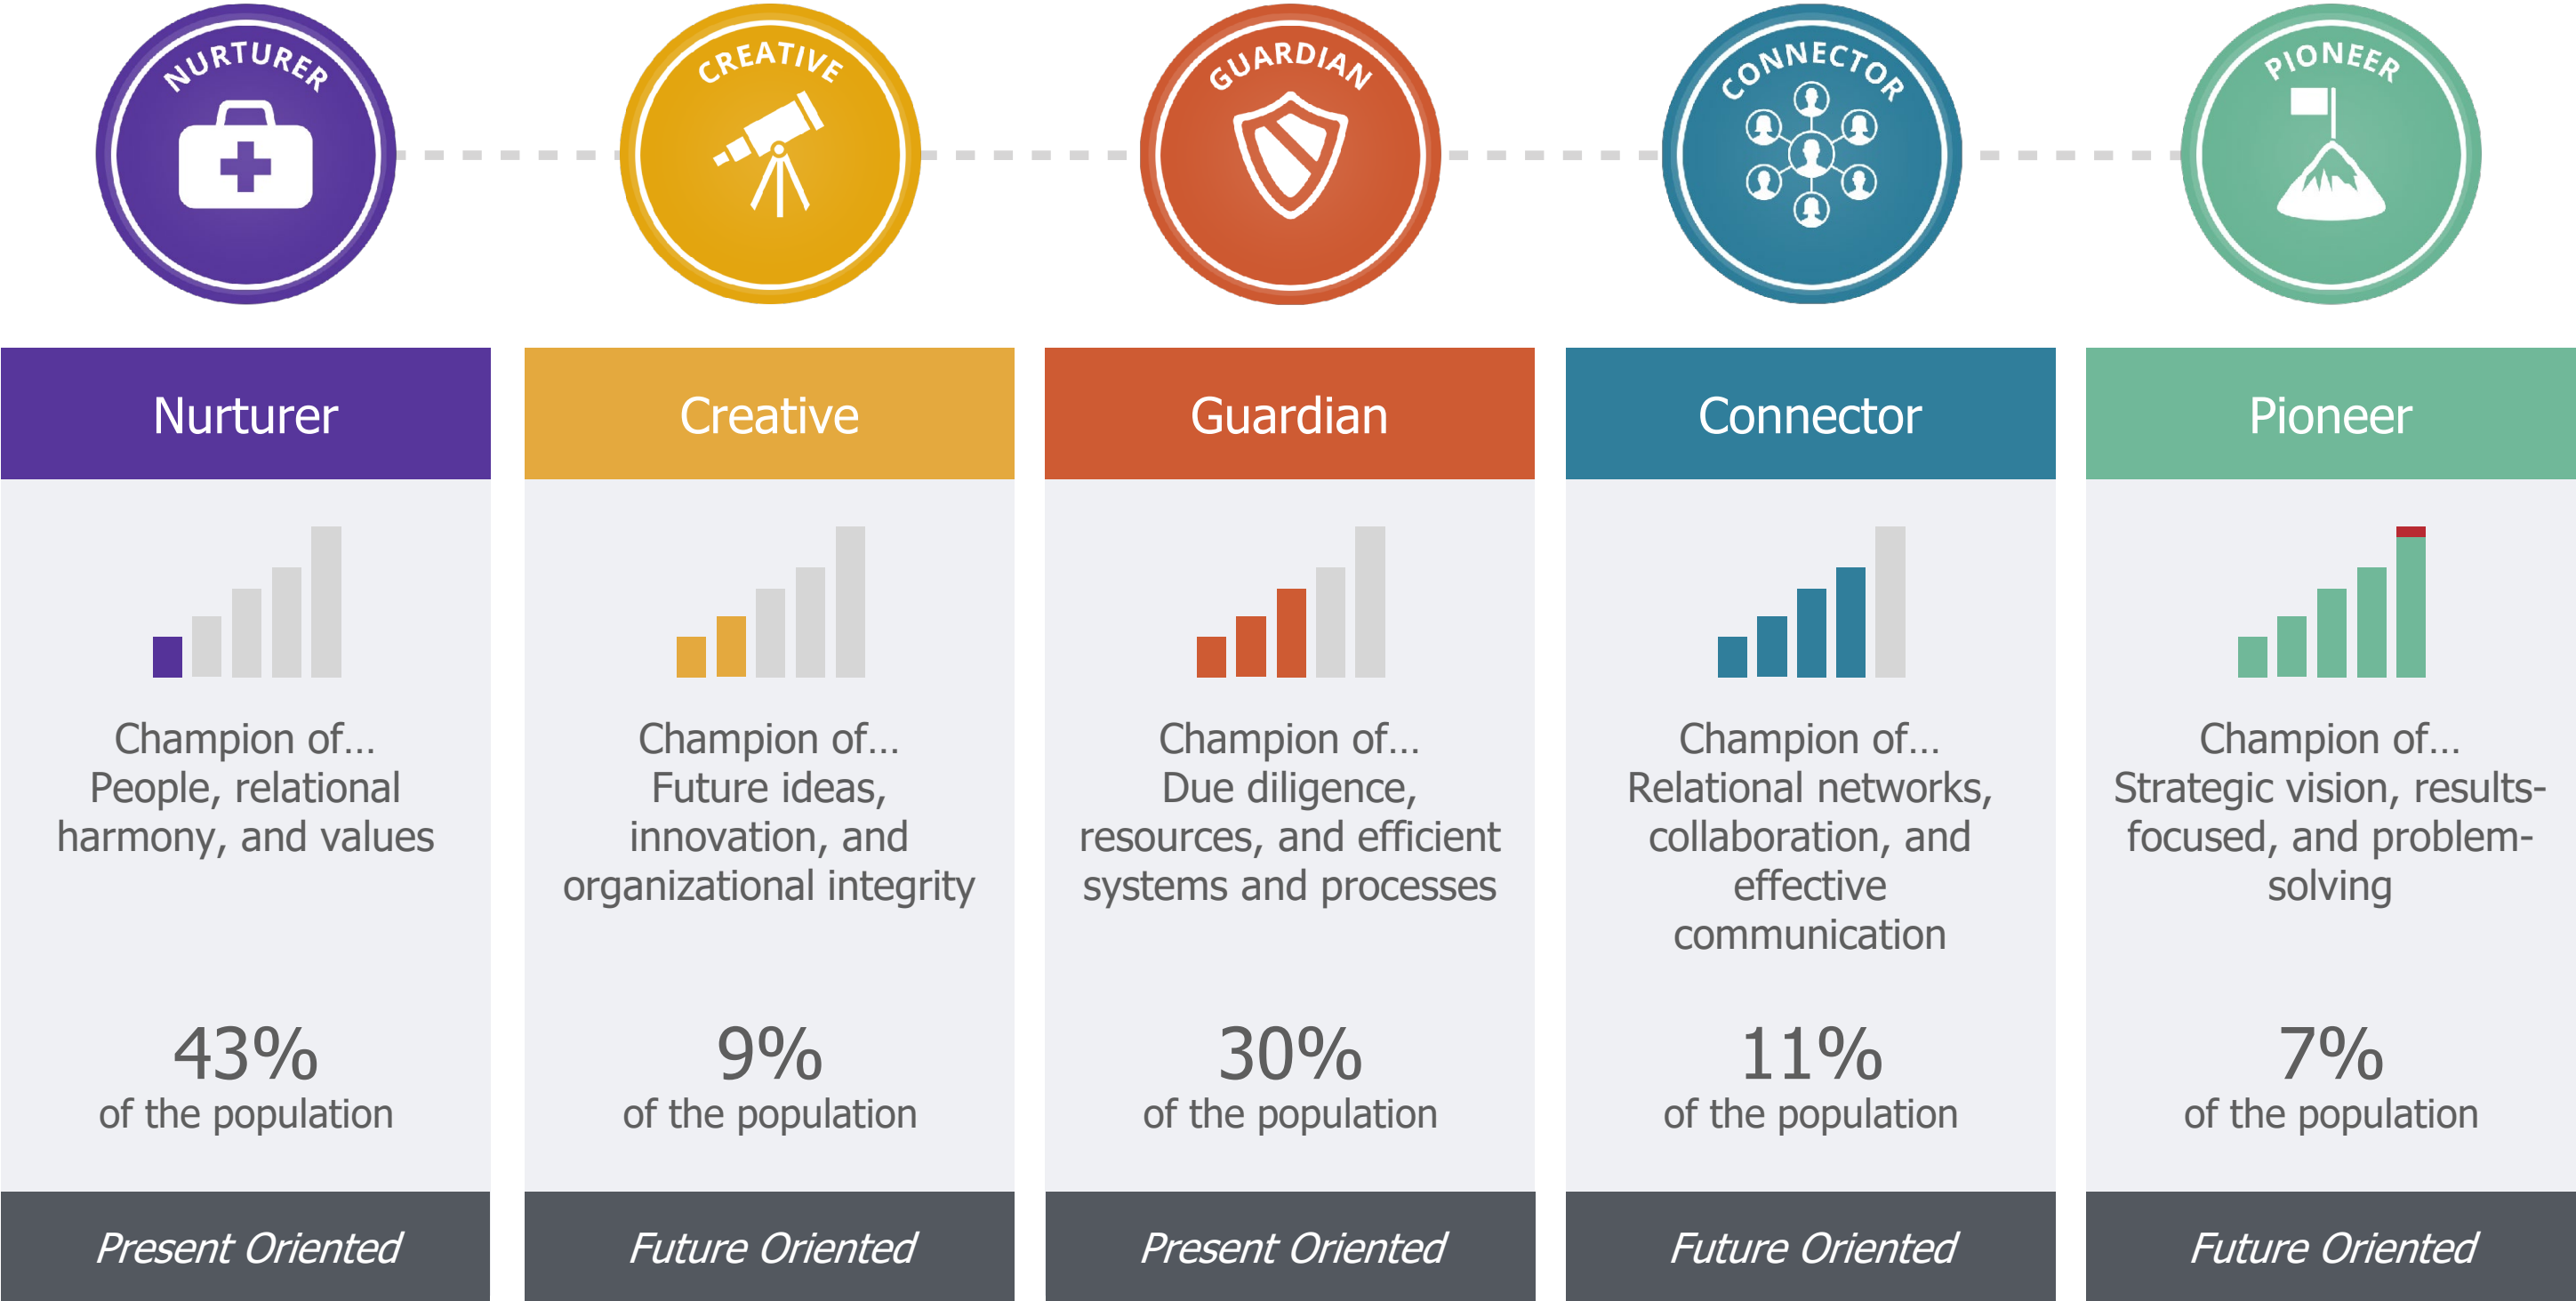 NURTURER
CREATIVE
GUARDIAN
CONNECTOR
PIONEER
Nurturer
Champion of...
People, relational
harmony, and values
43%
of the population
Present Oriented
Creative
Champion of...
Future ideas,
innovation, and
organizational integrity
9%
of the population
Future Oriented
Guardian
Champion of...
Due diligence,
resources, and efficient
systems and processes
30%
of the population
Present Oriented
Connector
Champion of...
Relational networks,
collaboration, and
effective
communication
11%
of the population
Future Oriented
Pioneer
Champion of...
Strategic vision, results-
focused, and problem-
solving
7%
of the population
Future Oriented